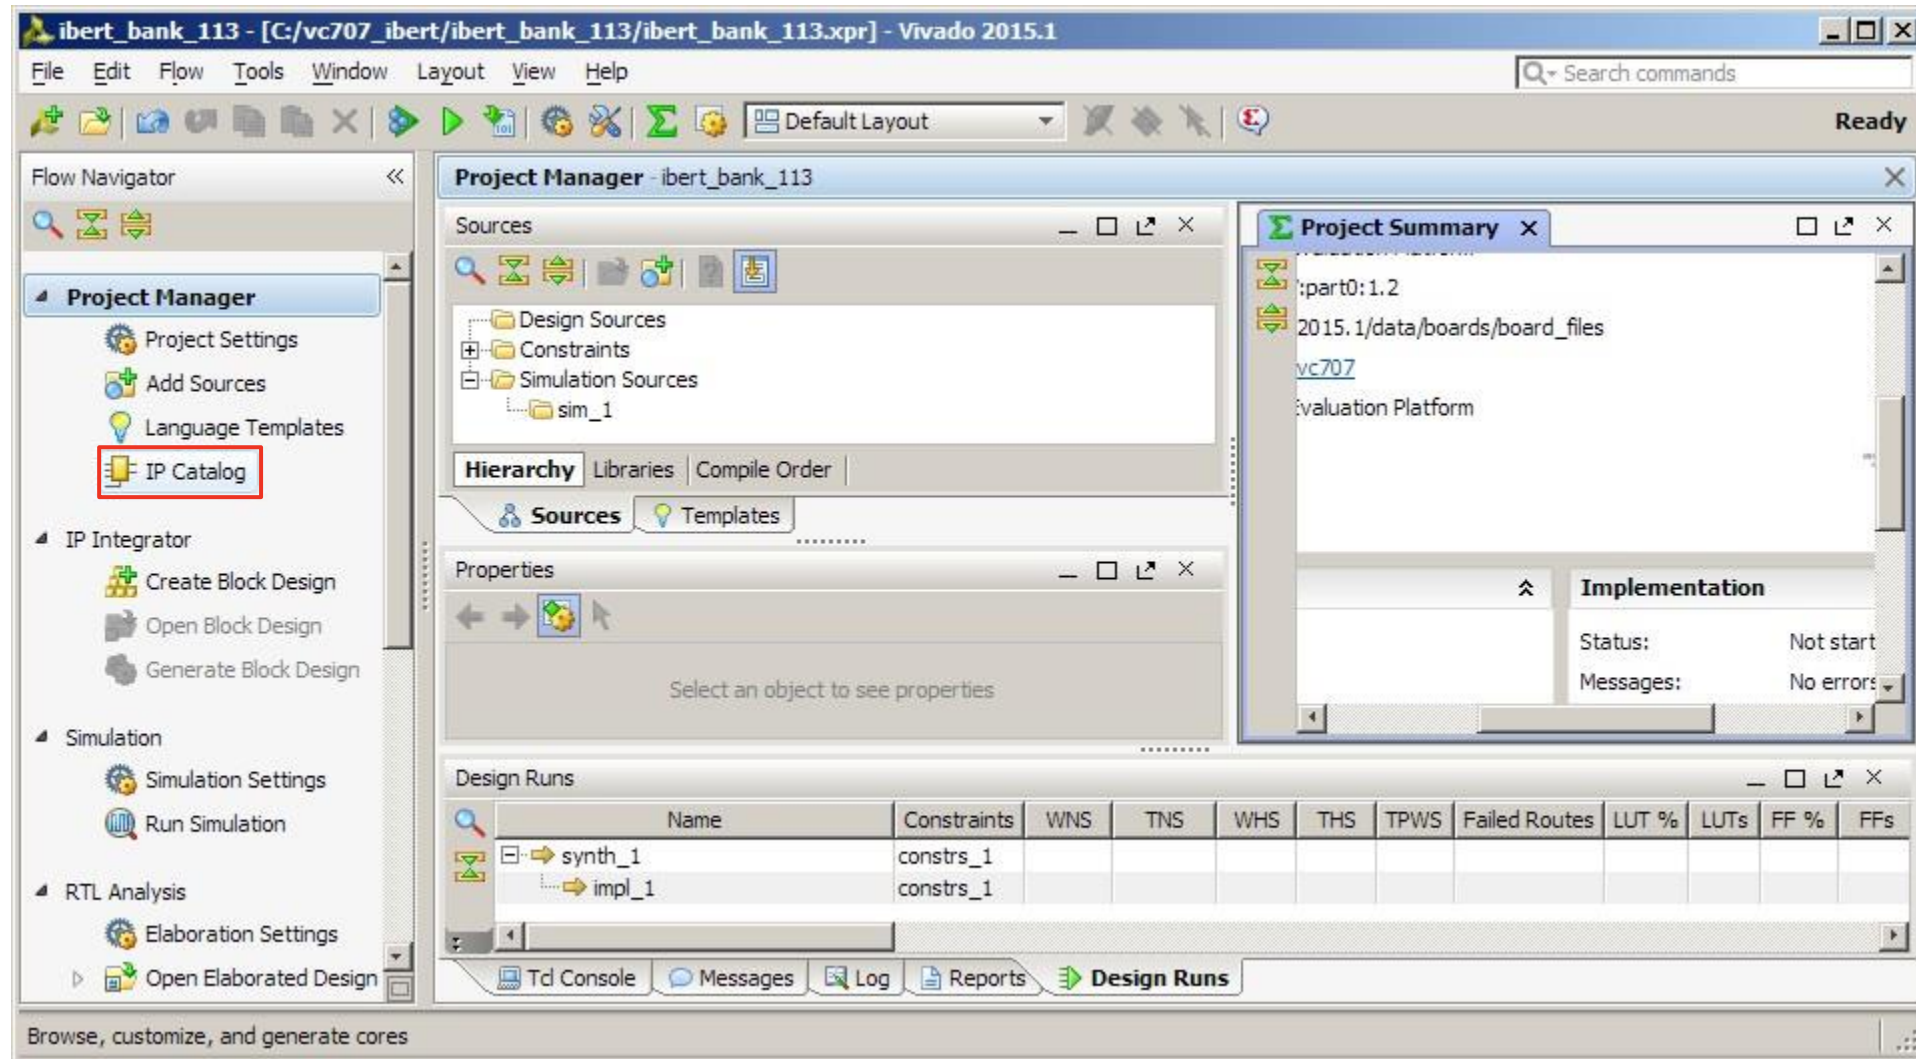 ibert_bank_113 - [C:/vc707_ibert/ibert_bank_113/ibert_bank_113.xpr] - Vivado 2015.1
File Edit Flow Tools Window Layout View Help
Search commands
Default Layout
Ready
Flow Navigator
Project Manager
Project Settings
Add Sources
Language Templates
IP Catalog
IP Integrator
Create Block Design
Open Block Design
Generate Block Design
Simulation
Simulation Settings
Run Simulation
RTL Analysis
Elaboration Settings
Open Elaborated Design
Project Manager - ibert_bank_113
Sources
Design Sources
Constraints
Simulation Sources
sim_1
Hierarchy Libraries Compile Order
Sources Templates
Properties
Select an object to see properties
Project Summary
:part0:1.2
2015.1/data/boards/board_files
vc707
valuation Platform
Implementation
Status: Not start
Messages: No errors
Design Runs
Name Constraints WNS TNS WHS THS TPWS Failed Routes LUT % LUTs FF % FFs
synth_1 constrs_1
impl_1 constrs_1
Tcl Console Messages Log Reports Design Runs
Browse, customize, and generate cores